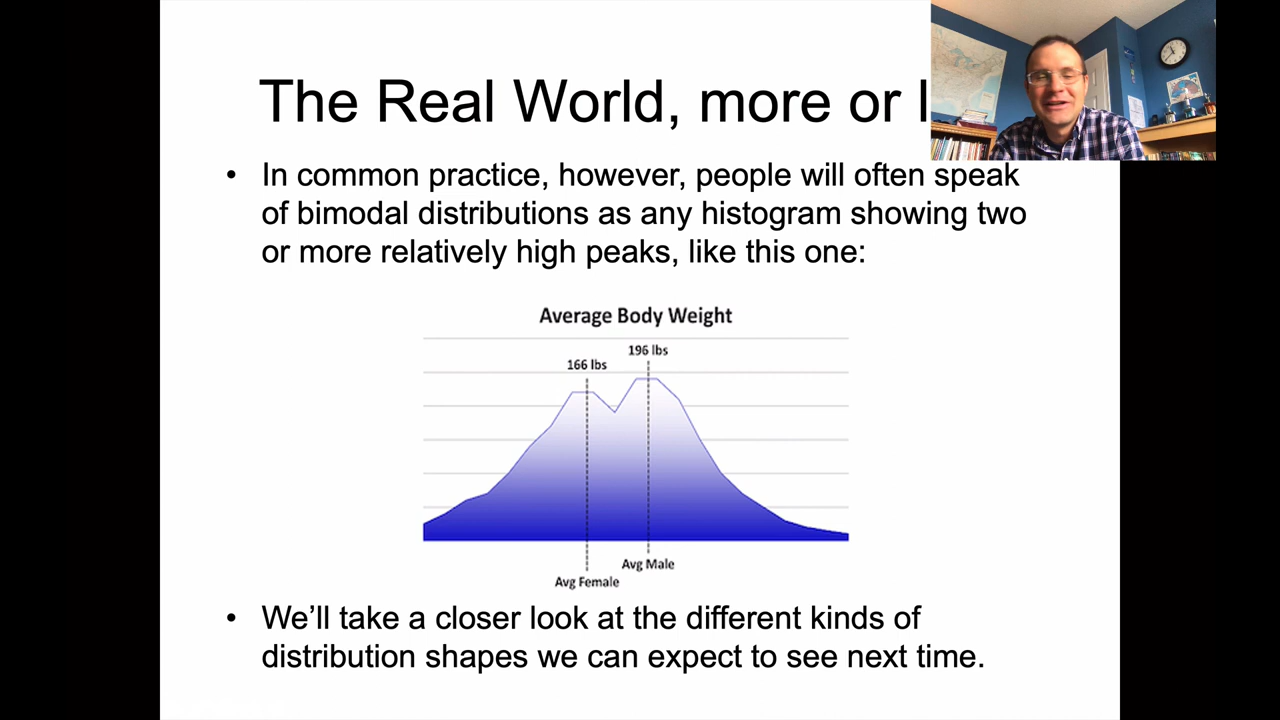 The Real World, more or
• In common practice, however, people will often speak
of bimodal distributions as any histogram showing two
or more relatively high peaks, like this one:
Average Body Weight
196 lbs
166 lbs
Avg Male
Avg Female
• We’ll take a closer look at the different kinds of
distribution shapes we can expect to see next time.